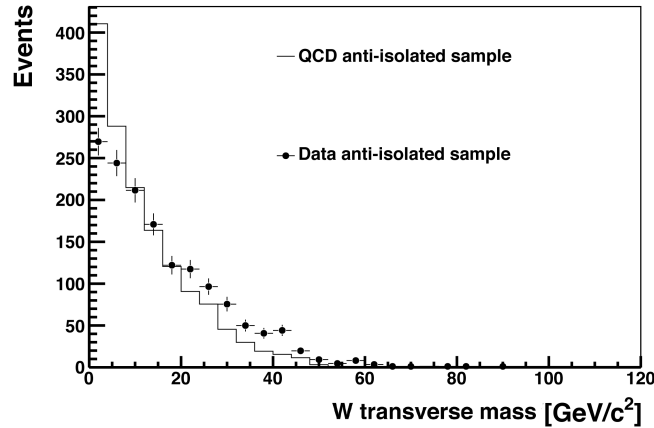 Events
400
350
300
250
200
150
100
50
0
QCD anti-isolated sample
Data anti-isolated sample
0 20 40 60 80 100 120
W transverse mass [GeV/c²]